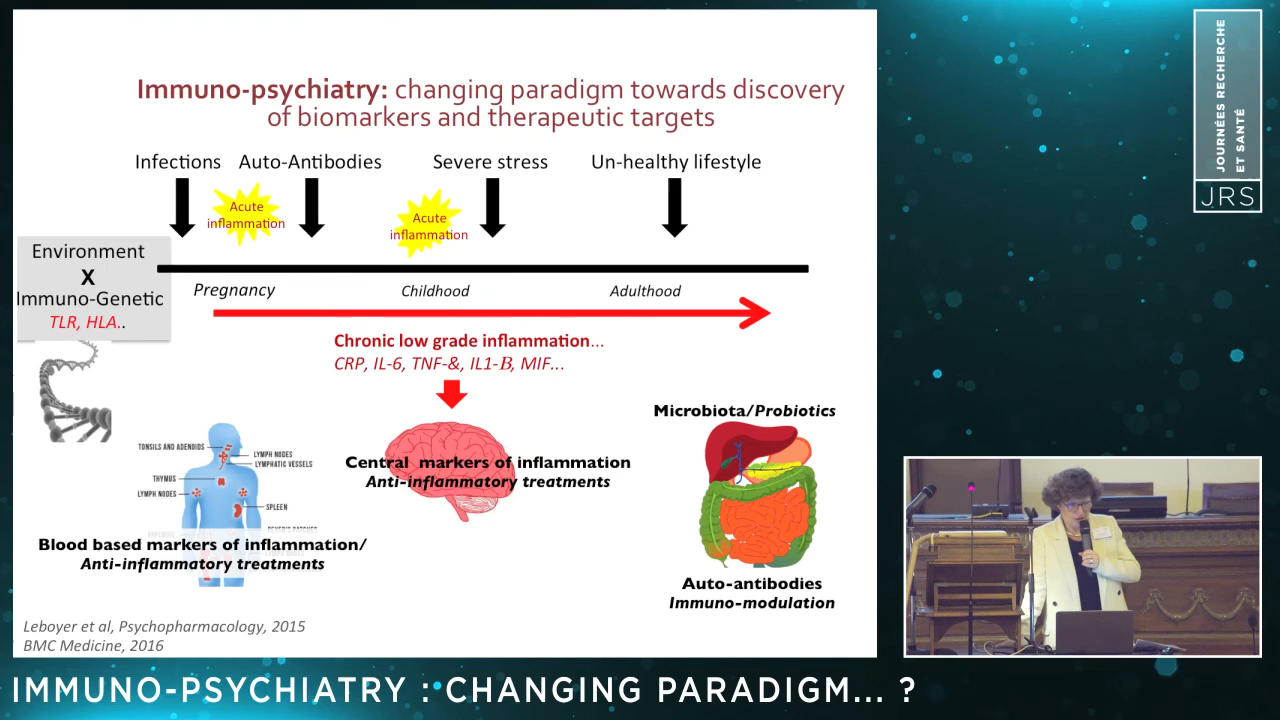 Immuno-psychiatry: changing paradigm towards discovery
of biomarkers and therapeutic targets
Infections
Auto-Antibodies
Severe stress
Un-healthy lifestyle
Acute
inflammation
Acute
inflammation
Environment
X
Immuno-Genetic
TLR, HLA..
Pregnancy
Childhood
Adulthood
Chronic low grade inflammation...
CRP, IL-6, TNF-&, IL1-B, MIF...
Microbiota/Probiotics
TONSILS AND ADENOIDS
LYMPH NODES
LYMPHATIC VESSELS
THYMUS
LYMPH NODES
SPLEEN
Central markers of inflammation
Anti-inflammatory treatments
Blood based markers of inflammation/
Anti-inflammatory treatments
Auto-antibodies
Immuno-modulation
Leboyer et al, Psychopharmacology, 2015
BMC Medicine, 2016
JOURNÉES RECHERCHE
ET SANTÉ
JRS
IMMUNO-PSYCHIATRY : CHANGING PARADIGM... ?